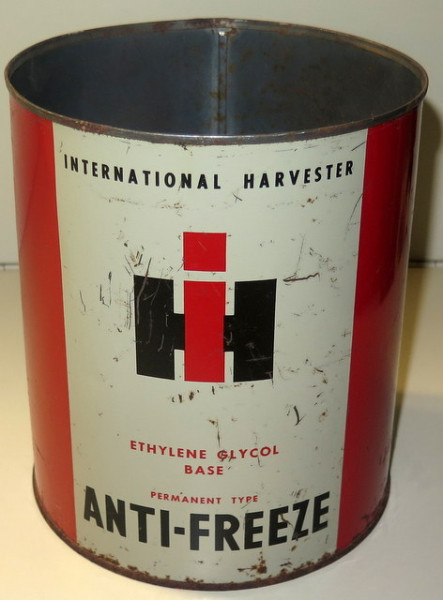 INTERNATIONAL HARVESTER
IH
ETHYLENE GLYCOL
BASE
PERMANENT TYPE
ANTI-FREEZE